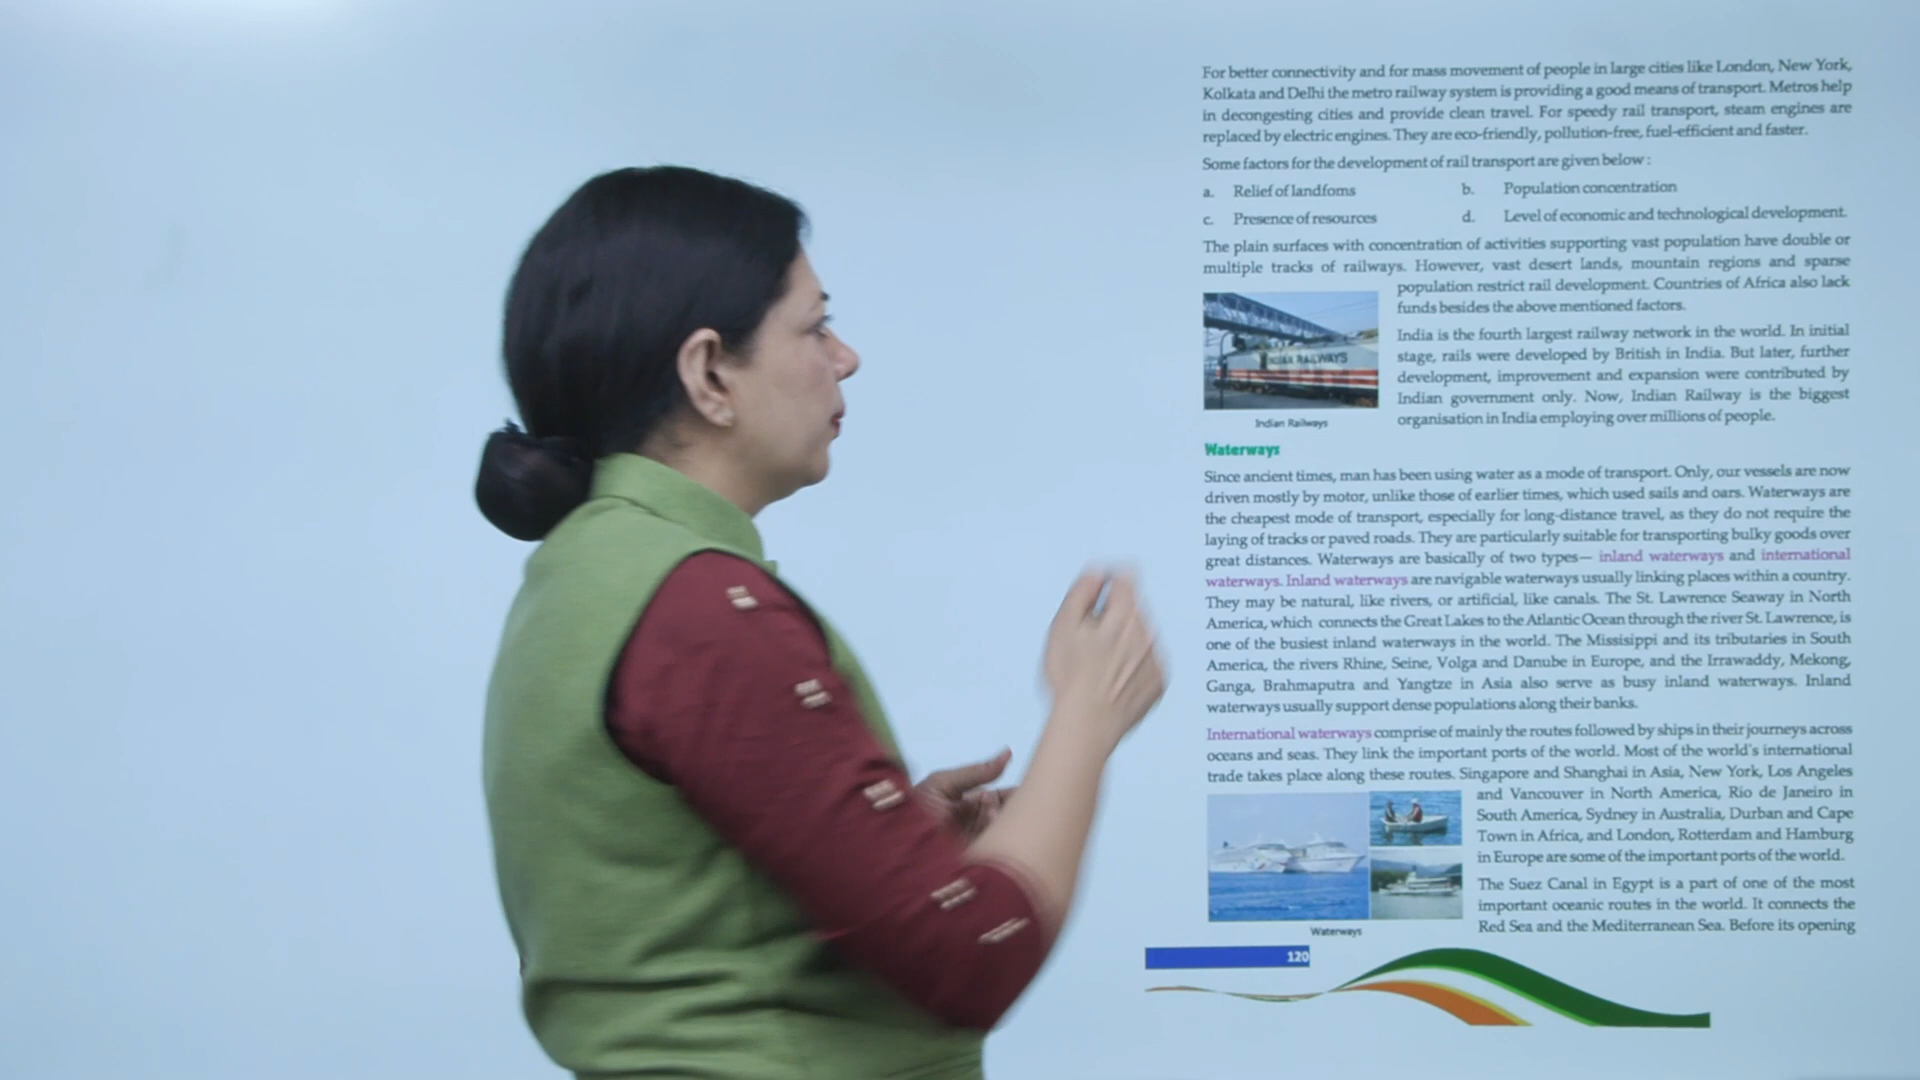 For better connectivity and for mass movement of people in large cities like London, New York,
Kolkata and Delhi the metro railway system is providing a good means of transport. Metros help
in decongesting cities and provide clean travel. For speedy rail transport, steam engines are
replaced by electric engines. They are eco-friendly, pollution-free, fuel-efficient and faster.
Some factors for the development of rail transport are given below :
a. Relief of landfoms b. Population concentration
c. Presence of resources d. Level of economic and technological development.
The plain surfaces with concentration of activities supporting vast population have double or
multiple tracks of railways. However, vast desert lands, mountain regions and sparse
population restrict rail development. Countries of Africa also lack
funds besides the above mentioned factors.
India is the fourth largest railway network in the world. In initial
stage, rails were developed by British in India. But later, further
development, improvement and expansion were contributed by
Indian government only. Now, Indian Railway is the biggest
organisation in India employing over millions of people.
INDIAN RAILWAYS
Indian Railways
Waterways
Since ancient times, man has been using water as a mode of transport. Only, our vessels are now
driven mostly by motor, unlike those of earlier times, which used sails and oars. Waterways are
the cheapest mode of transport, especially for long-distance travel, as they do not require the
laying of tracks or paved roads. They are particularly suitable for transporting bulky goods over
great distances. Waterways are basically of two types— inland waterways and international
waterways. Inland waterways are navigable waterways usually linking places within a country.
They may be natural, like rivers, or artificial, like canals. The St. Lawrence Seaway in North
America, which connects the Great Lakes to the Atlantic Ocean through the river St. Lawrence, is
one of the busiest inland waterways in the world. The Missisippi and its tributaries in South
America, the rivers Rhine, Seine, Volga and Danube in Europe, and the Irrawaddy, Mekong,
Ganga, Brahmaputra and Yangtze in Asia also serve as busy inland waterways. Inland
waterways usually support dense populations along their banks.
International waterways comprise of mainly the routes followed by ships in their journeys across
oceans and seas. They link the important ports of the world. Most of the world's international
trade takes place along these routes. Singapore and Shanghai in Asia, New York, Los Angeles
and Vancouver in North America, Rio de Janeiro in
South America, Sydney in Australia, Durban and Cape
Town in Africa, and London, Rotterdam and Hamburg
in Europe are some of the important ports of the world.
The Suez Canal in Egypt is a part of one of the most
important oceanic routes in the world. It connects the
Red Sea and the Mediterranean Sea. Before its opening
Waterways
120